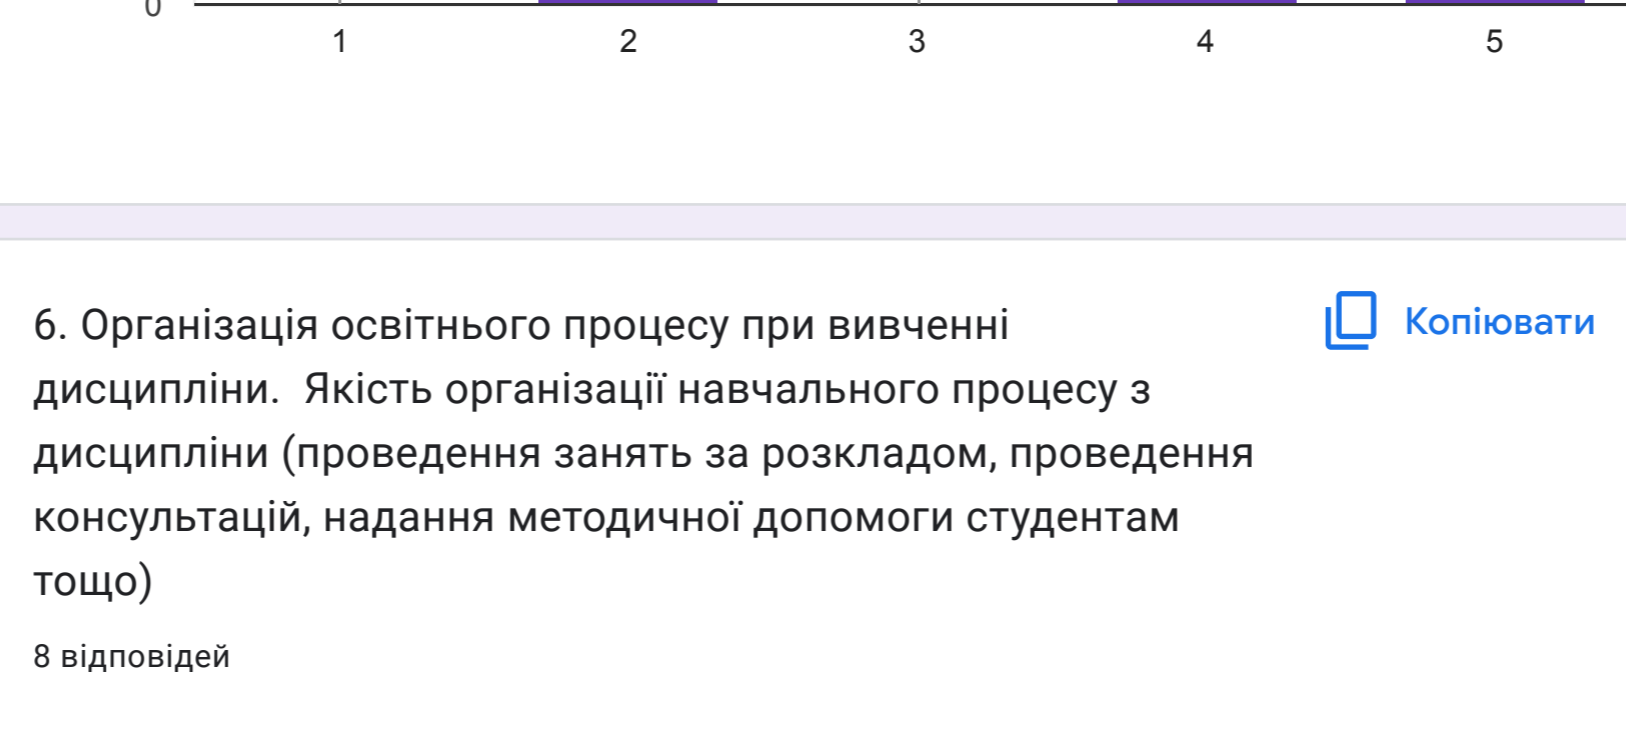 0
1 2 3 4 5
6. Організація освітнього процесу при вивченні
Копіювати
дисципліни.  Якість організації навчального процесу з
дисципліни (проведення занять за розкладом, проведення
консультацій, надання методичної допомоги студентам
тощо)
8 відповідей